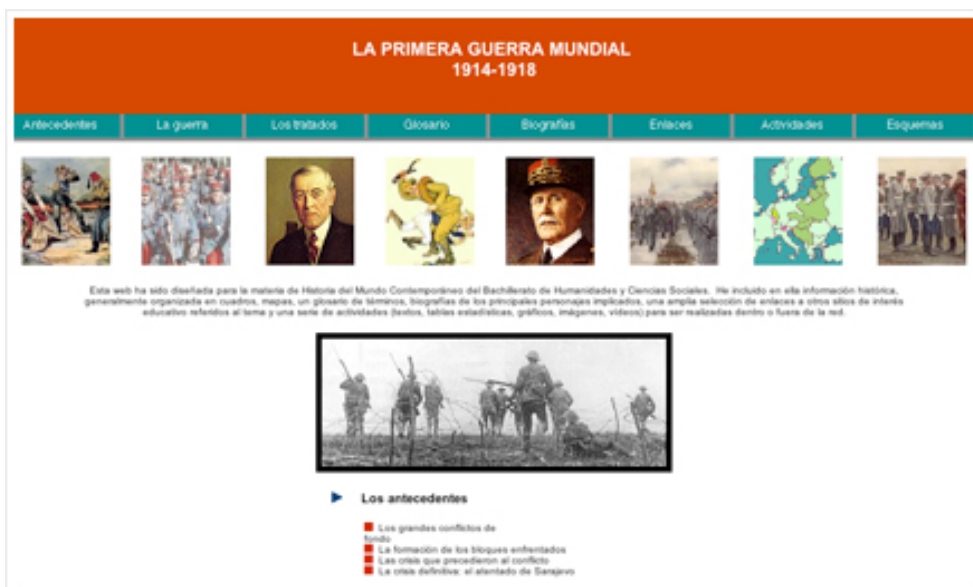 LA PRIMERA GUERRA MUNDIAL
1914-1918
Antecedentes La guerra Los tratados Glosario Biografías Enlaces Actividades Esquemas
Esta web ha sido diseñada para la materia de Historia del Mundo Contemporáneo del Bachillerato de Humanidades y Ciencias Sociales. He incluido en ella información histórica,
generalmente organizada en cuadros, mapas, un glosario de términos, biografías de los principales personajes implicados, una amplia selección de enlaces a otros sitios de interés
educativo referidos al tema y una serie de actividades (textos, tablas estadísticas, gráficos, imágenes, vídeos) para ser realizadas dentro o fuera de la red.
Los antecedentes
Los grandes conflictos de
fondo
La formación de los bloques enfrentados
Las crisis que precedieron al conflicto
La crisis definitiva: el atentado de Sarajevo